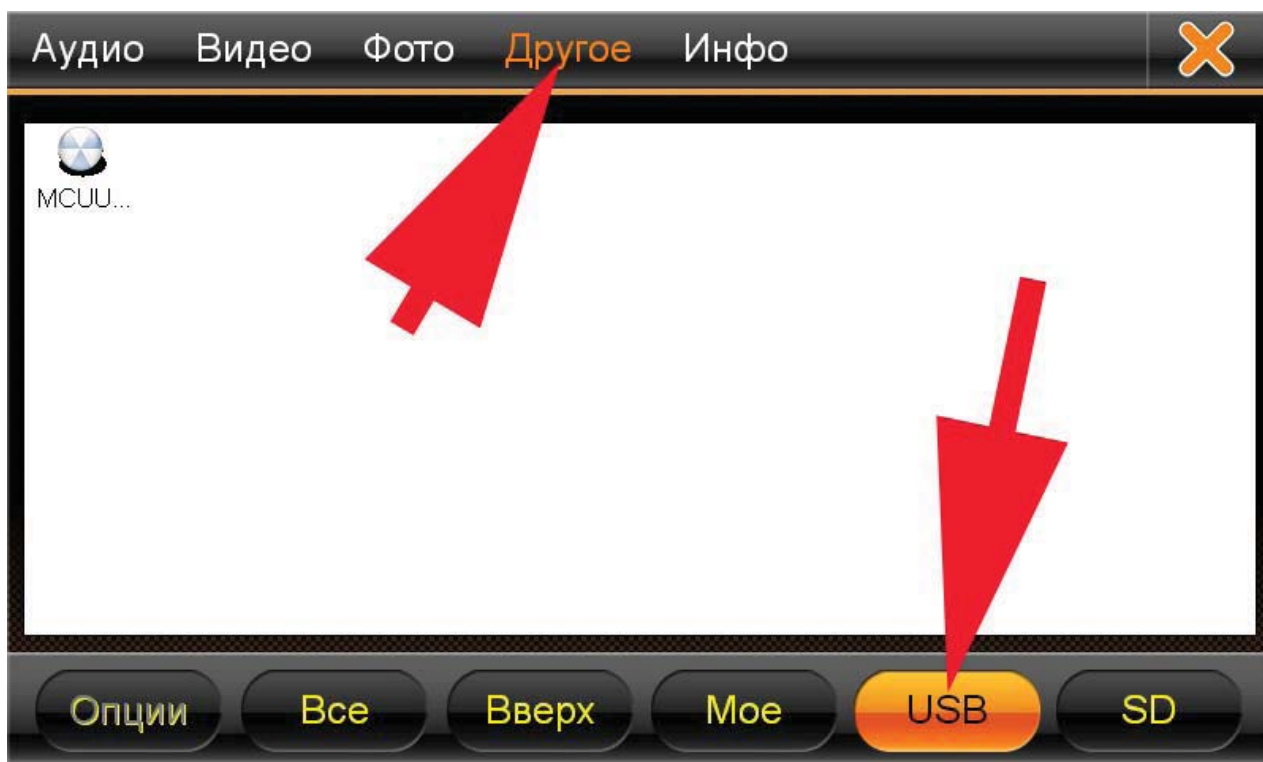 Аудио Видео Фото Другое Инфо
MCUU...
Опции Все Вверх Мое USB SD